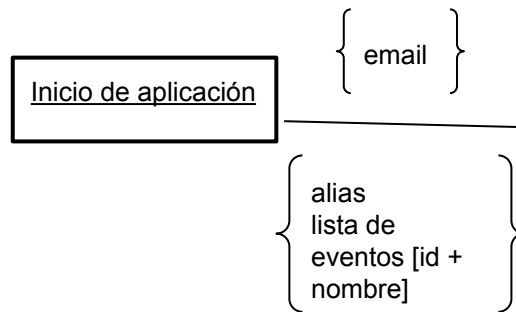 email
Inicio de aplicación
alias
lista de
eventos [id +
nombre]